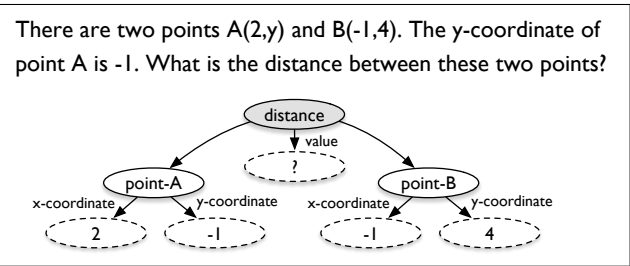 There are two points A(2,y) and B(-1,4). The y-coordinate of
point A is -1. What is the distance between these two points?
distance
value
?
point-A
point-B
x-coordinate
y-coordinate
x-coordinate
y-coordinate
2
-1
-1
4